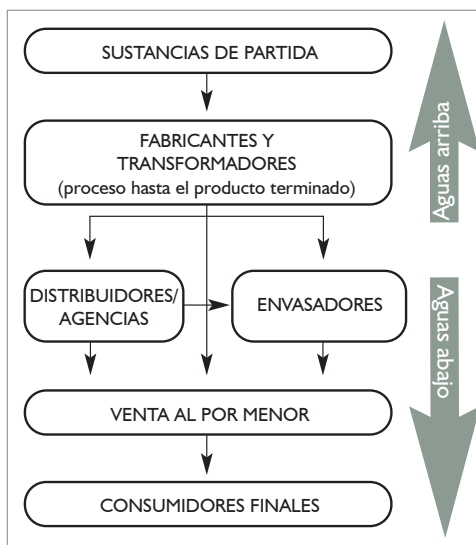 SUSTANCIAS DE PARTIDA
FABRICANTES Y
TRANSFORMADORES
(proceso hasta el producto terminado)
DISTRIBUIDORES/
AGENCIAS
ENVASADORES
VENTA AL POR MENOR
CONSUMIDORES FINALES
Aguas arriba
Aguas abajo